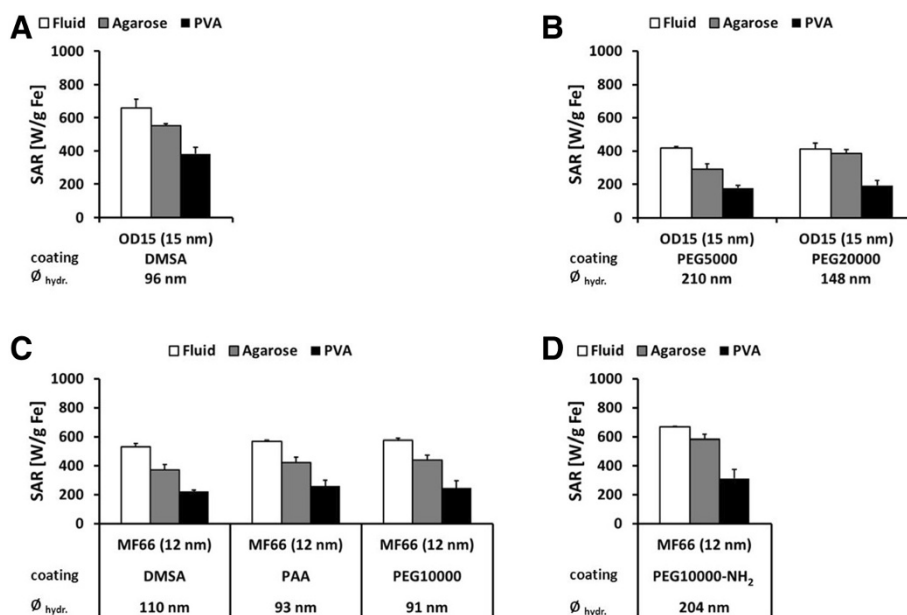 A
Fluid Agarose PVA
SAR [W/g Fe]
1000
800
600
400
200
0
OD15 (15 nm)
coating DMSA
Ø hydr. 96 nm
B
Fluid Agarose PVA
SAR [W/g Fe]
1000
800
600
400
200
0
OD15 (15 nm) OD15 (15 nm)
coating PEG5000 PEG20000
Ø hydr. 210 nm 148 nm
C
Fluid Agarose PVA
SAR [W/g Fe]
1000
800
600
400
200
0
MF66 (12 nm) MF66 (12 nm) MF66 (12 nm)
coating DMSA PAA PEG10000
Ø hydr. 110 nm 93 nm 91 nm
D
Fluid Agarose PVA
SAR [W/g Fe]
1000
800
600
400
200
0
MF66 (12 nm)
coating PEG10000-NH₂
Ø hydr. 204 nm